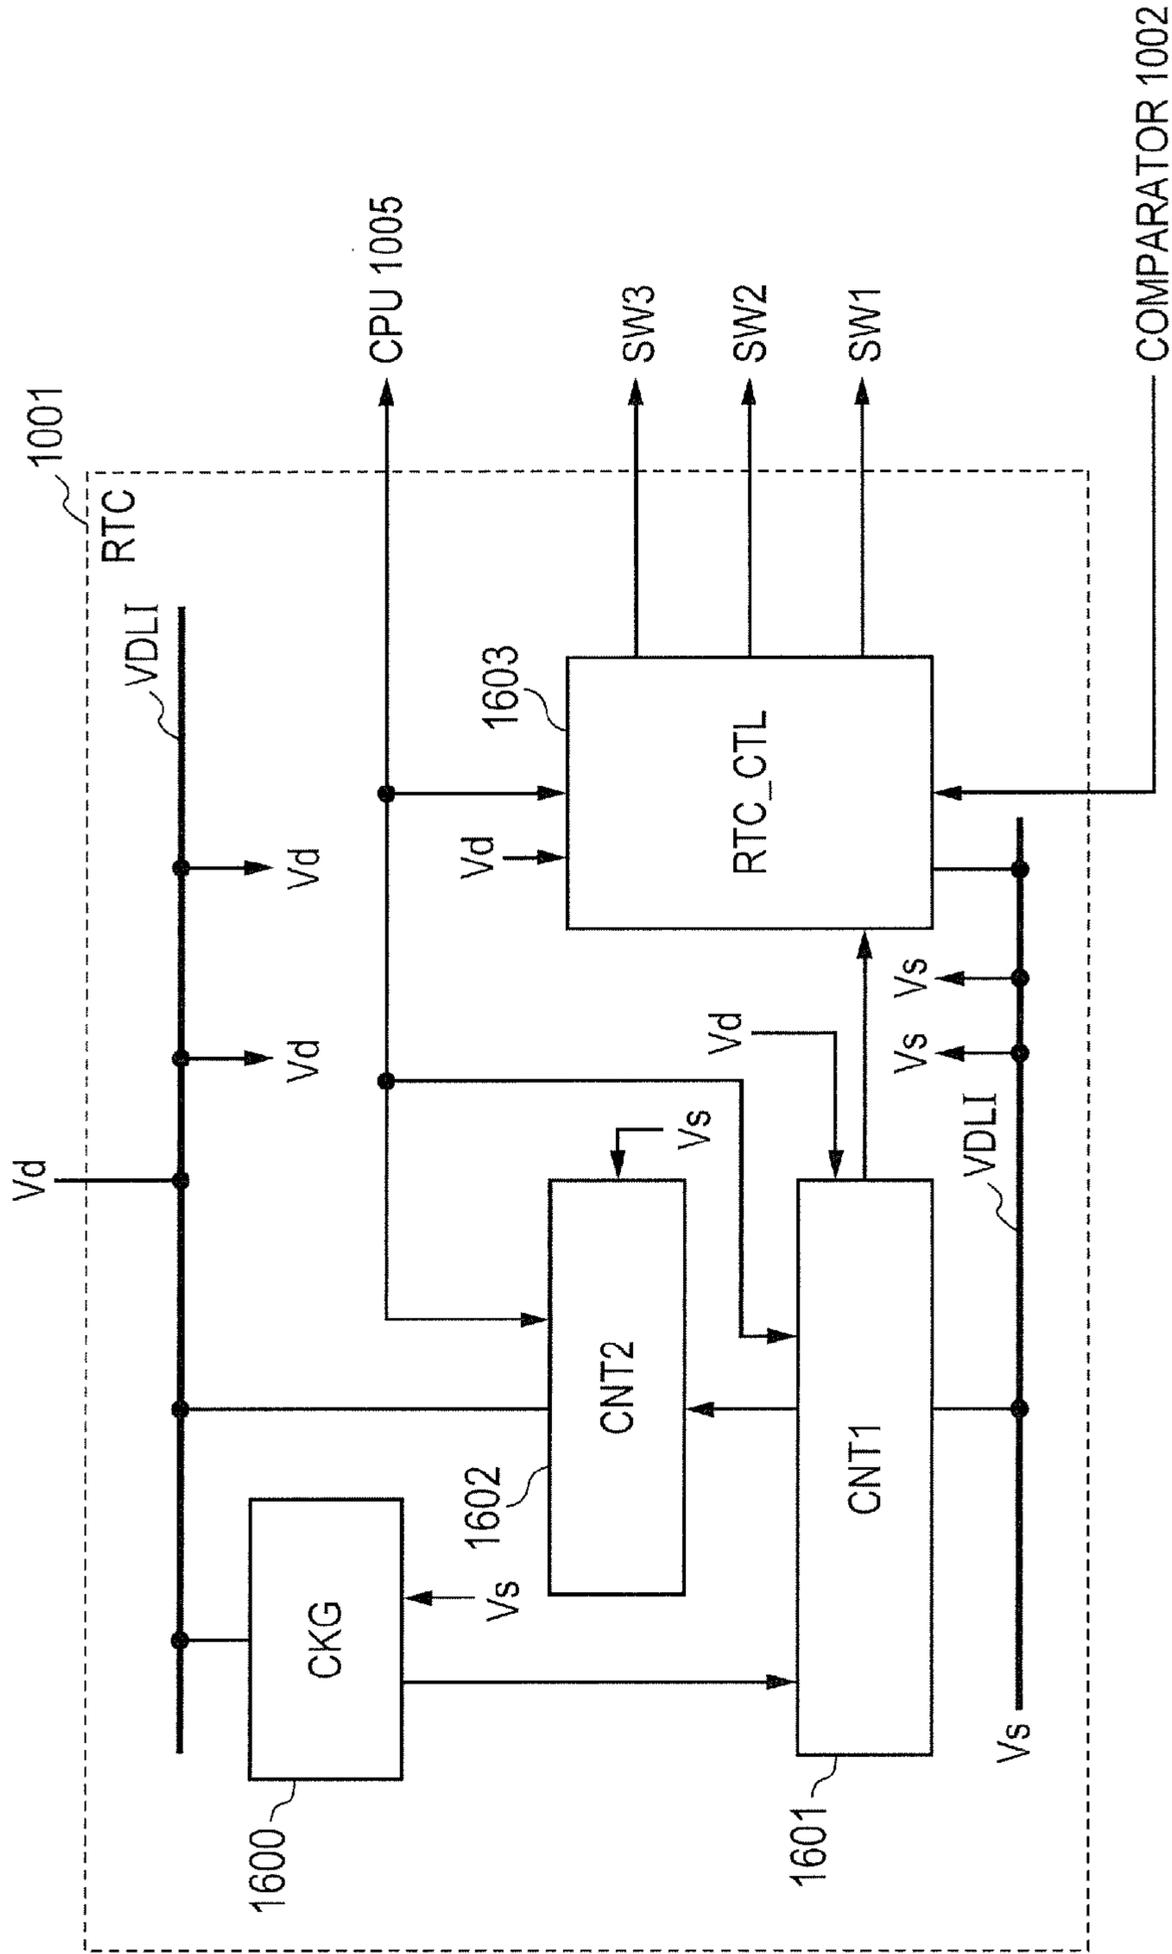 Vd
1001
RTC
VDLI
CPU 1005
Vd
Vd
1600
CKG
Vs
1602
CNT2
Vs
1603
Vd
RTC_CTL
SW3
SW2
SW1
Vd
1601
CNT1
Vs
Vs
VDLI
Vs
COMPARATOR 1002